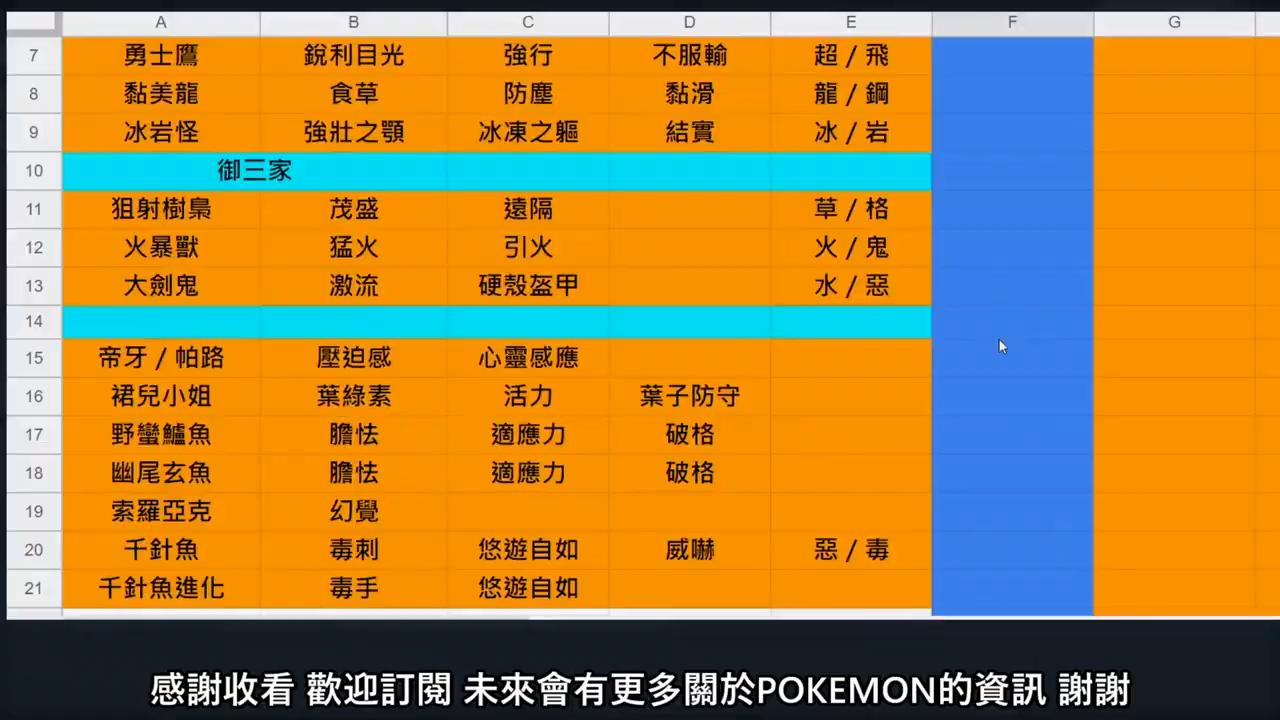 A B C D E F G
7 勇士鷹 銳利目光 強行 不服輸 超 / 飛
8 黏美龍 食草 防塵 黏滑 龍 / 鋼
9 冰岩怪 強壯之顎 冰凍之軀 結實 冰 / 岩
10 御三家
11 狙射樹梟 茂盛 遠隔 草 / 格
12 火暴獸 猛火 引火 火 / 鬼
13 大劍鬼 激流 硬殼盔甲 水 / 惡
14
15 帝牙 / 帕路 壓迫感 心靈感應
16 裙兒小姐 葉綠素 活力 葉子防守
17 野蠻鱸魚 膽怯 適應力 破格
18 幽尾玄魚 膽怯 適應力 破格
19 索羅亞克 幻覺
20 千針魚 毒刺 悠遊自如 威嚇 惡 / 毒
21 千針魚進化 毒手 悠遊自如
感謝收看 歡迎訂閱 未來會有更多關於POKEMON的資訊 謝謝